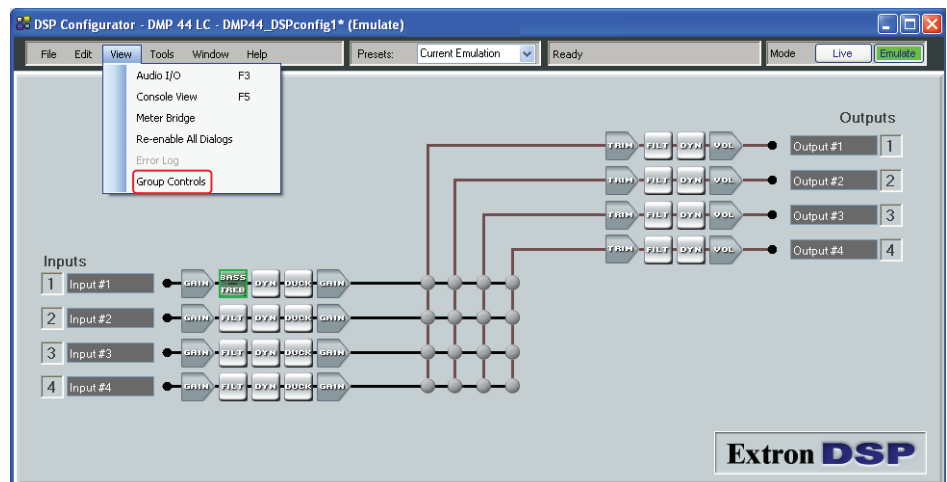 DSP Configurator - DMP 44 LC - DMP44_DSPconfig1* (Emulate)
File Edit View Tools Window Help Presets: Current Emulation Ready Mode Live Emulate
Audio I/O F3
Console View F5
Meter Bridge
Re-enable All Dialogs
Error Log
Group Controls
Outputs
TRIM FILT DYN VOL Output #1 1
TRIM FILT DYN VOL Output #2 2
TRIM FILT DYN VOL Output #3 3
TRIM FILT DYN VOL Output #4 4
Inputs
1 Input #1 GAIN BASS TREB DYN DUCK GAIN
2 Input #2 GAIN FILT DYN DUCK GAIN
3 Input #3 GAIN FILT DYN DUCK GAIN
4 Input #4 GAIN FILT DYN DUCK GAIN
Extron DSP